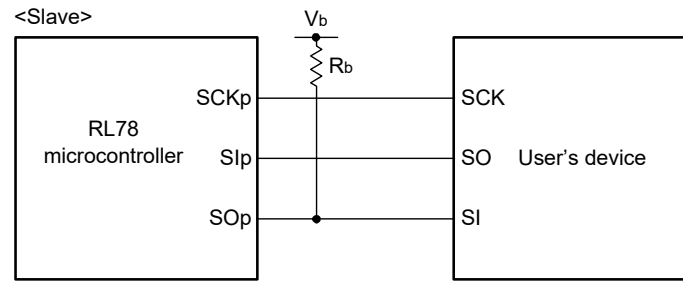 <Slave>
Vb
Rb
SCKp
SCK
RL78
microcontroller
SIp
SO
User's device
SOp
SI